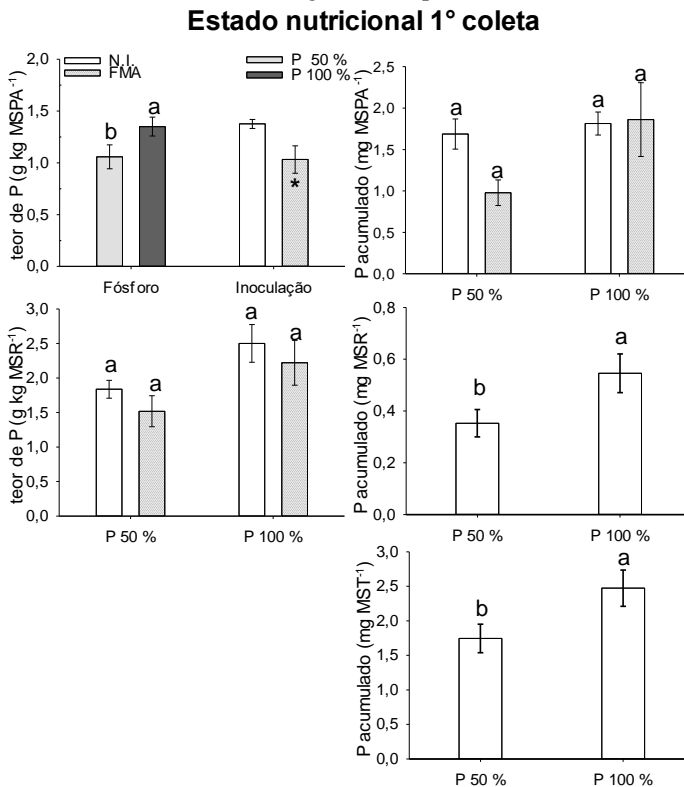 Estado nutricional 1° coleta
N.I.
FMA
P 50 %
P 100 %
teor de P (g kg MSPA⁻¹)
2,0
1,5
1,0
0,5
0,0
b
a
*
Fósforo
Inoculação
P acumulado (mg MSPA⁻¹)
2,5
2,0
1,5
1,0
0,5
0,0
a
a
a
a
P 50 %
P 100 %
teor de P (g kg MSR⁻¹)
3,0
2,5
2,0
1,5
1,0
0,5
0,0
a
a
a
a
P 50 %
P 100 %
P acumulado (mg MSR⁻¹)
0,8
0,6
0,4
0,2
0,0
b
a
P 50 %
P 100 %
P acumulado (mg MST⁻¹)
3,0
2,5
2,0
1,5
1,0
0,5
0,0
b
a
P 50 %
P 100 %